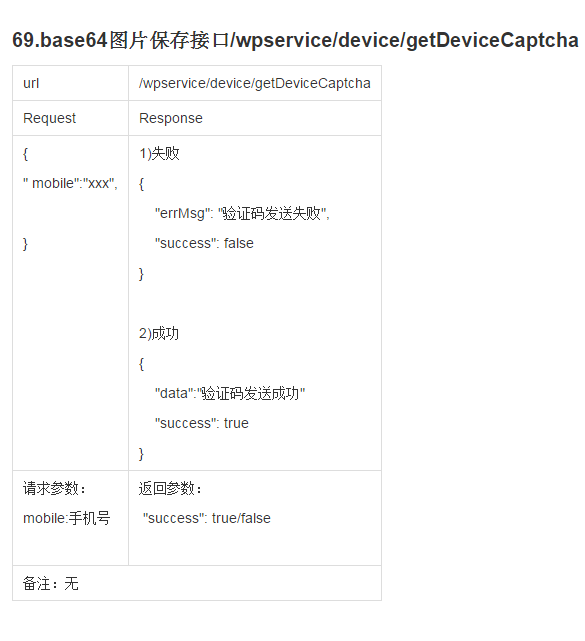 69.base64图片保存接口/wpservice/device/getDeviceCaptcha
url
/wpservice/device/getDeviceCaptcha
Request
Response
{
" mobile":"xxx",
}
1)失败
{
"errMsg": "验证码发送失败",
"success": false
}
2)成功
{
"data":"验证码发送成功"
"success": true
}
请求参数：
mobile:手机号
返回参数：
"success": true/false
备注：无